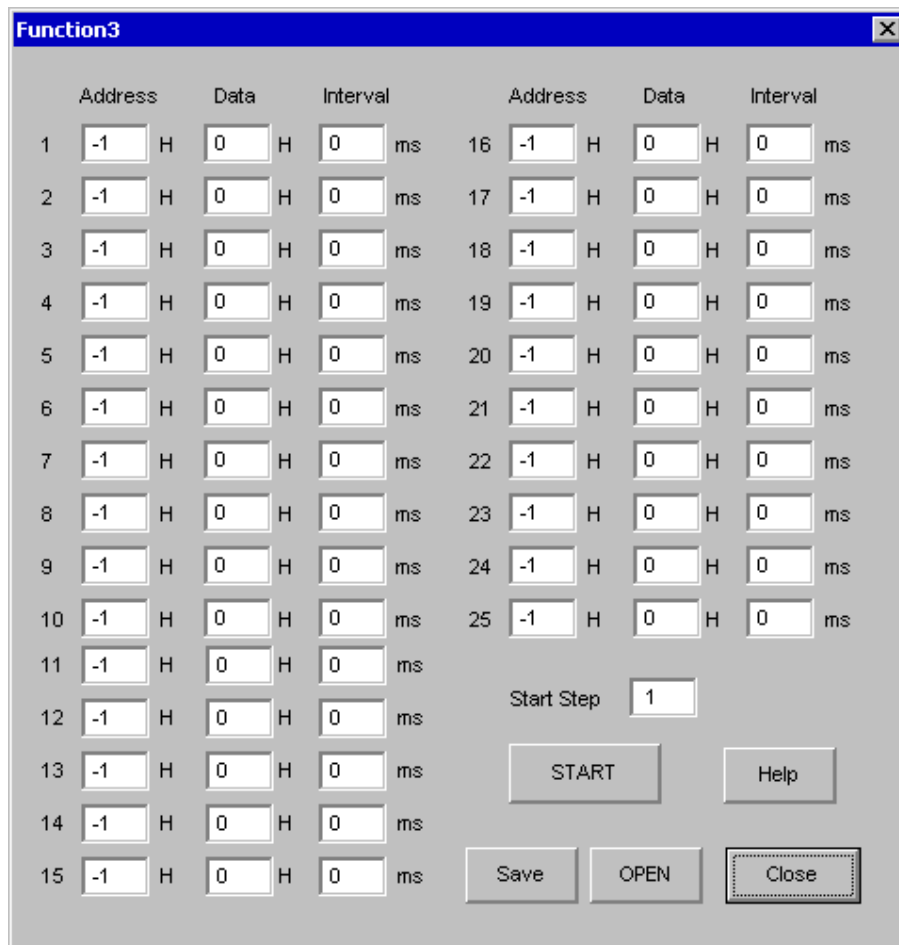 Function3
Address Data Interval Address Data Interval
1 -1 H 0 H 0 ms 16 -1 H 0 H 0 ms
2 -1 H 0 H 0 ms 17 -1 H 0 H 0 ms
3 -1 H 0 H 0 ms 18 -1 H 0 H 0 ms
4 -1 H 0 H 0 ms 19 -1 H 0 H 0 ms
5 -1 H 0 H 0 ms 20 -1 H 0 H 0 ms
6 -1 H 0 H 0 ms 21 -1 H 0 H 0 ms
7 -1 H 0 H 0 ms 22 -1 H 0 H 0 ms
8 -1 H 0 H 0 ms 23 -1 H 0 H 0 ms
9 -1 H 0 H 0 ms 24 -1 H 0 H 0 ms
10 -1 H 0 H 0 ms 25 -1 H 0 H 0 ms
11 -1 H 0 H 0 ms
Start Step 1
12 -1 H 0 H 0 ms
13 -1 H 0 H 0 ms START Help
14 -1 H 0 H 0 ms
15 -1 H 0 H 0 ms Save OPEN Close